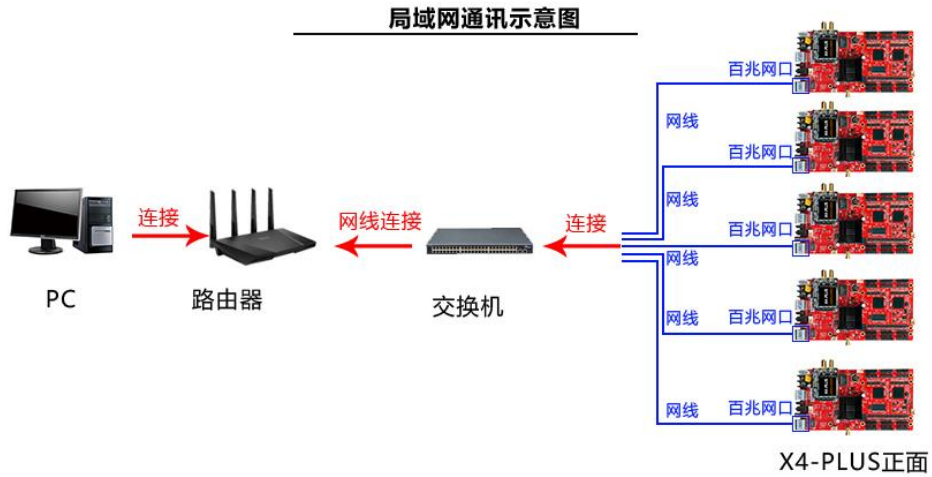 局域网通讯示意图
百兆网口
网线
百兆网口
网线
百兆网口
网线
网线
百兆网口
网线
百兆网口
连接
网线连接
连接
PC
路由器
交换机
X4-PLUS正面